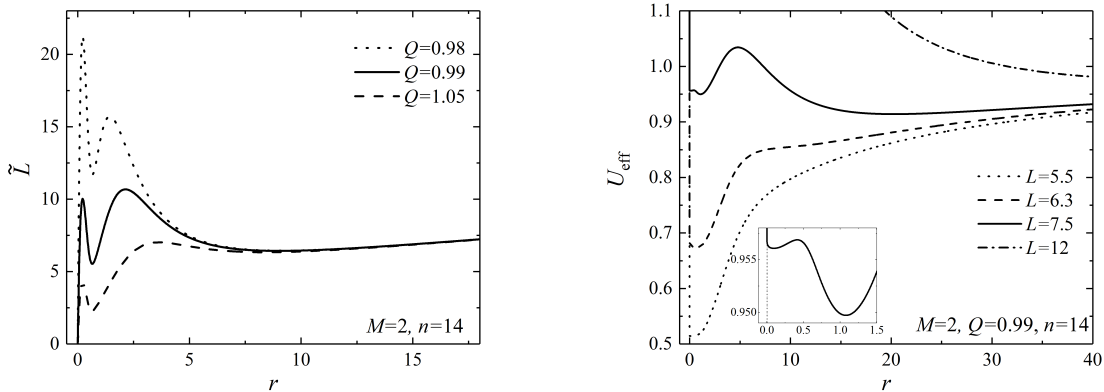 20
15
10
5
0
L̃
Q=0.98
Q=0.99
Q=1.05
M=2, n=14
0
5
10
15
r
1.1
1.0
0.9
0.8
0.7
0.6
0.5
U_eff
L=5.5
L=6.3
L=7.5
L=12
0.955
0.950
0.0 0.5 1.0 1.5
M=2, Q=0.99, n=14
0
10
20
30
40
r